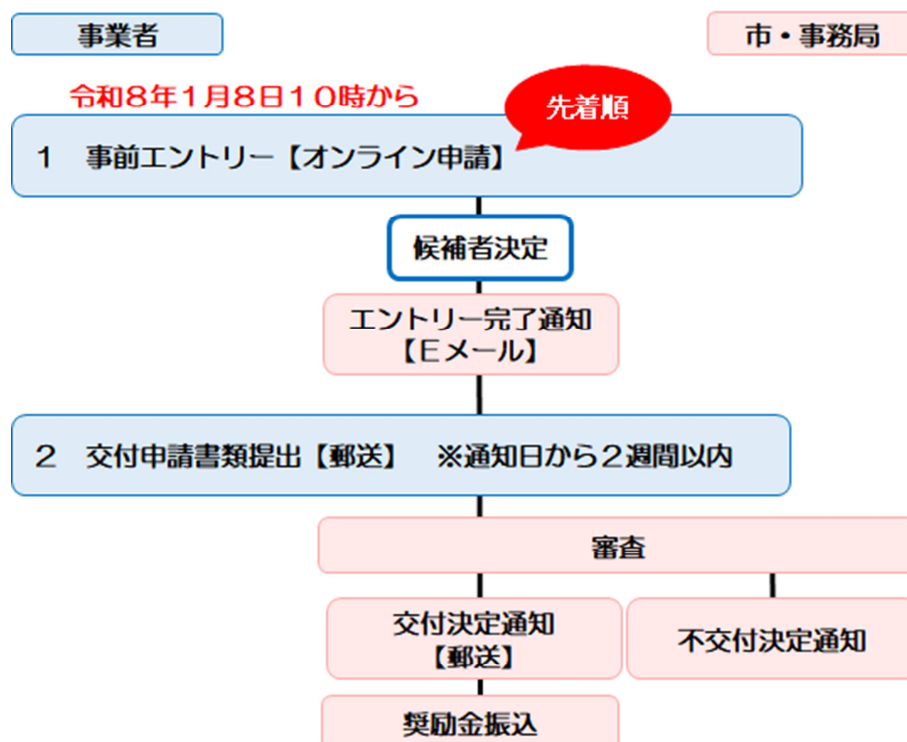 事業者
市・事務局
令和8年1月8日10時から
先着順
1　事前エントリー【オンライン申請】
候補者決定
エントリー完了通知
【Eメール】
2　交付申請書類提出【郵送】　※通知日から2週間以内
審査
交付決定通知
【郵送】
不交付決定通知
奨励金振込